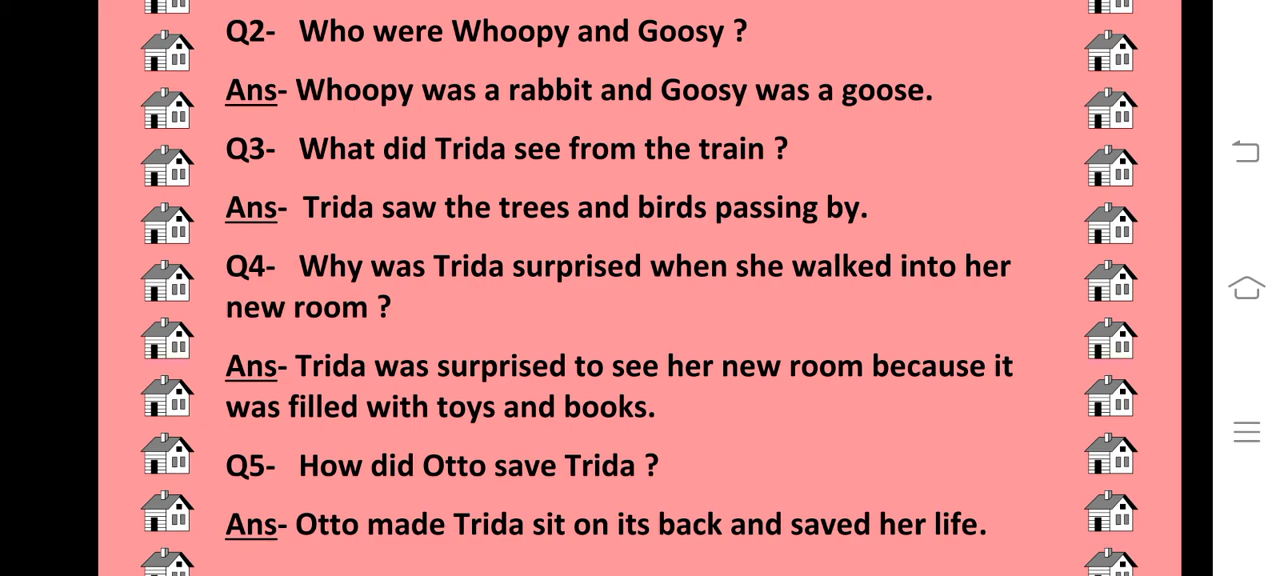 Q2- Who were Whoopy and Goosy ?
Ans- Whoopy was a rabbit and Goosy was a goose.
Q3- What did Trida see from the train ?
Ans- Trida saw the trees and birds passing by.
Q4- Why was Trida surprised when she walked into her
new room ?
Ans- Trida was surprised to see her new room because it
was filled with toys and books.
Q5- How did Otto save Trida ?
Ans- Otto made Trida sit on its back and saved her life.